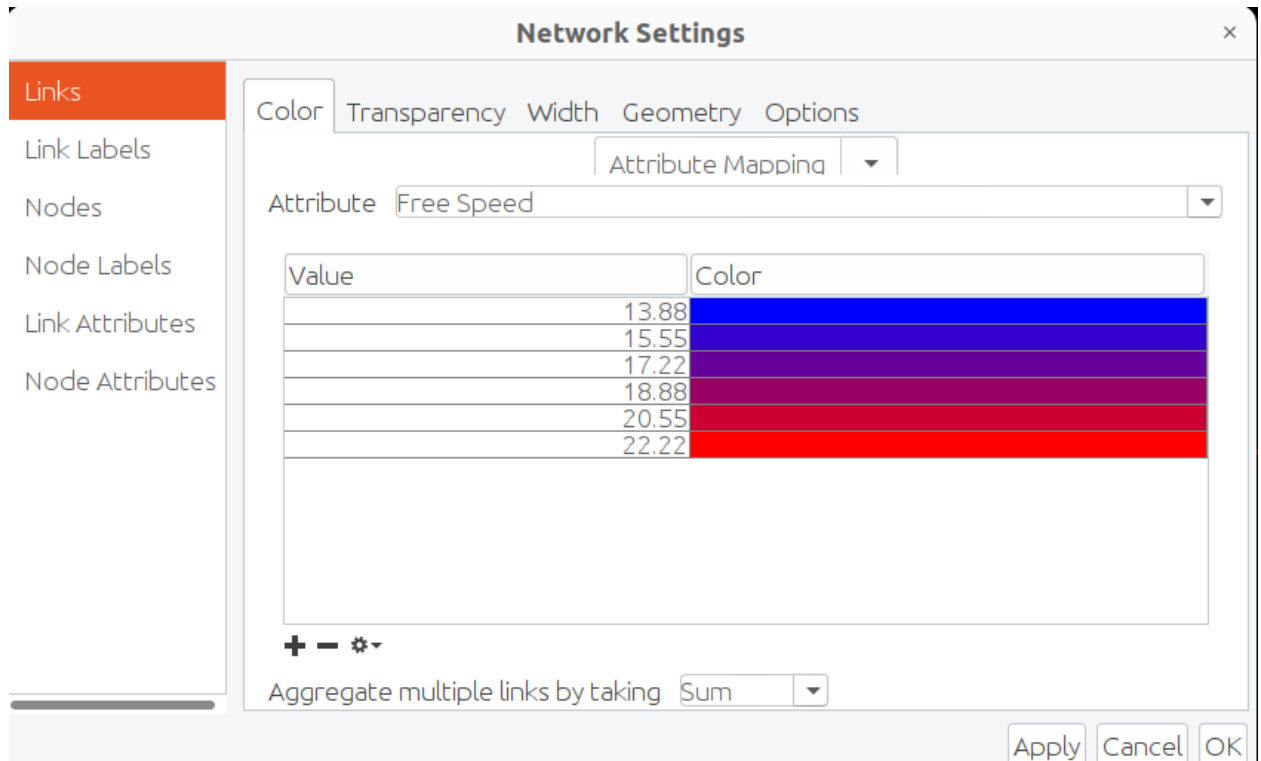 Network Settings ×
Links
Link Labels
Nodes
Node Labels
Link Attributes
Node Attributes
Color Transparency Width Geometry Options
Attribute Mapping
Attribute Free Speed
Value Color
13.88
15.55
17.22
18.88
20.55
22.22
Aggregate multiple links by taking Sum
Apply Cancel OK